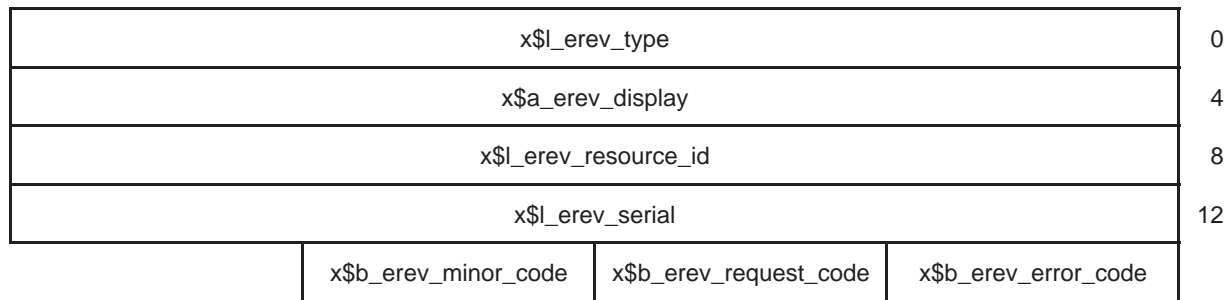 x$l_erev_type 0
x$a_erev_display 4
x$l_erev_resource_id 8
x$l_erev_serial 12
x$b_erev_minor_code x$b_erev_request_code x$b_erev_error_code